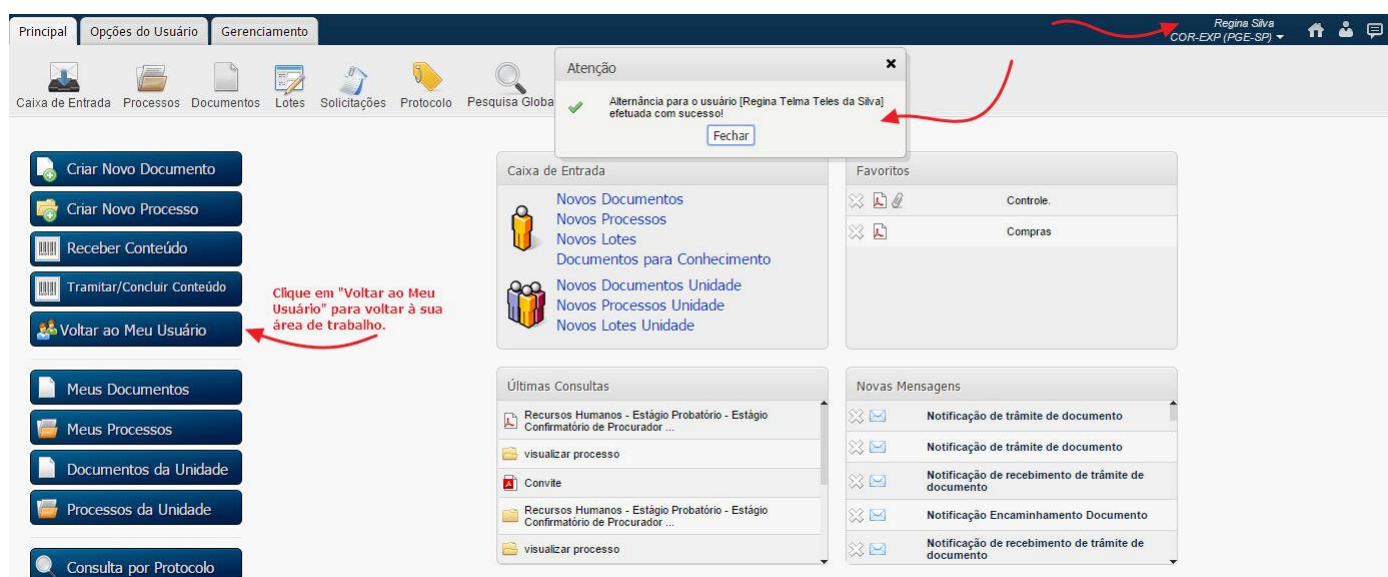 Principal
Opções do Usuário
Gerenciamento
Regina Silva
COR-EXP (PGE-SP)
Caixa de Entrada
Processos
Documentos
Lotes
Solicitações
Protocolo
Pesquisa Globa
Atenção
Alternância para o usuário [Regina Telma Teles da Silva]
efetuada com sucesso!
Fechar
Criar Novo Documento
Criar Novo Processo
Receber Conteúdo
Tramitar/Concluir Conteúdo
Voltar ao Meu Usuário
Clique em "Voltar ao Meu
Usuário" para voltar à sua
área de trabalho.
Meus Documentos
Meus Processos
Documentos da Unidade
Processos da Unidade
Consulta por Protocolo
Caixa de Entrada
Novos Documentos
Novos Processos
Novos Lotes
Documentos para Conhecimento
Novos Documentos Unidade
Novos Processos Unidade
Novos Lotes Unidade
Favoritos
Controle.
Compras
Últimas Consultas
Recursos Humanos - Estágio Probatório - Estágio
Confirmatório de Procurador ...
visualizar processo
Convite
Recursos Humanos - Estágio Probatório - Estágio
Confirmatório de Procurador ...
visualizar processo
Novas Mensagens
Notificação de trâmite de documento
Notificação de trâmite de documento
Notificação de recebimento de trâmite de
documento
Notificação Encaminhamento Documento
Notificação de recebimento de trâmite de
documento